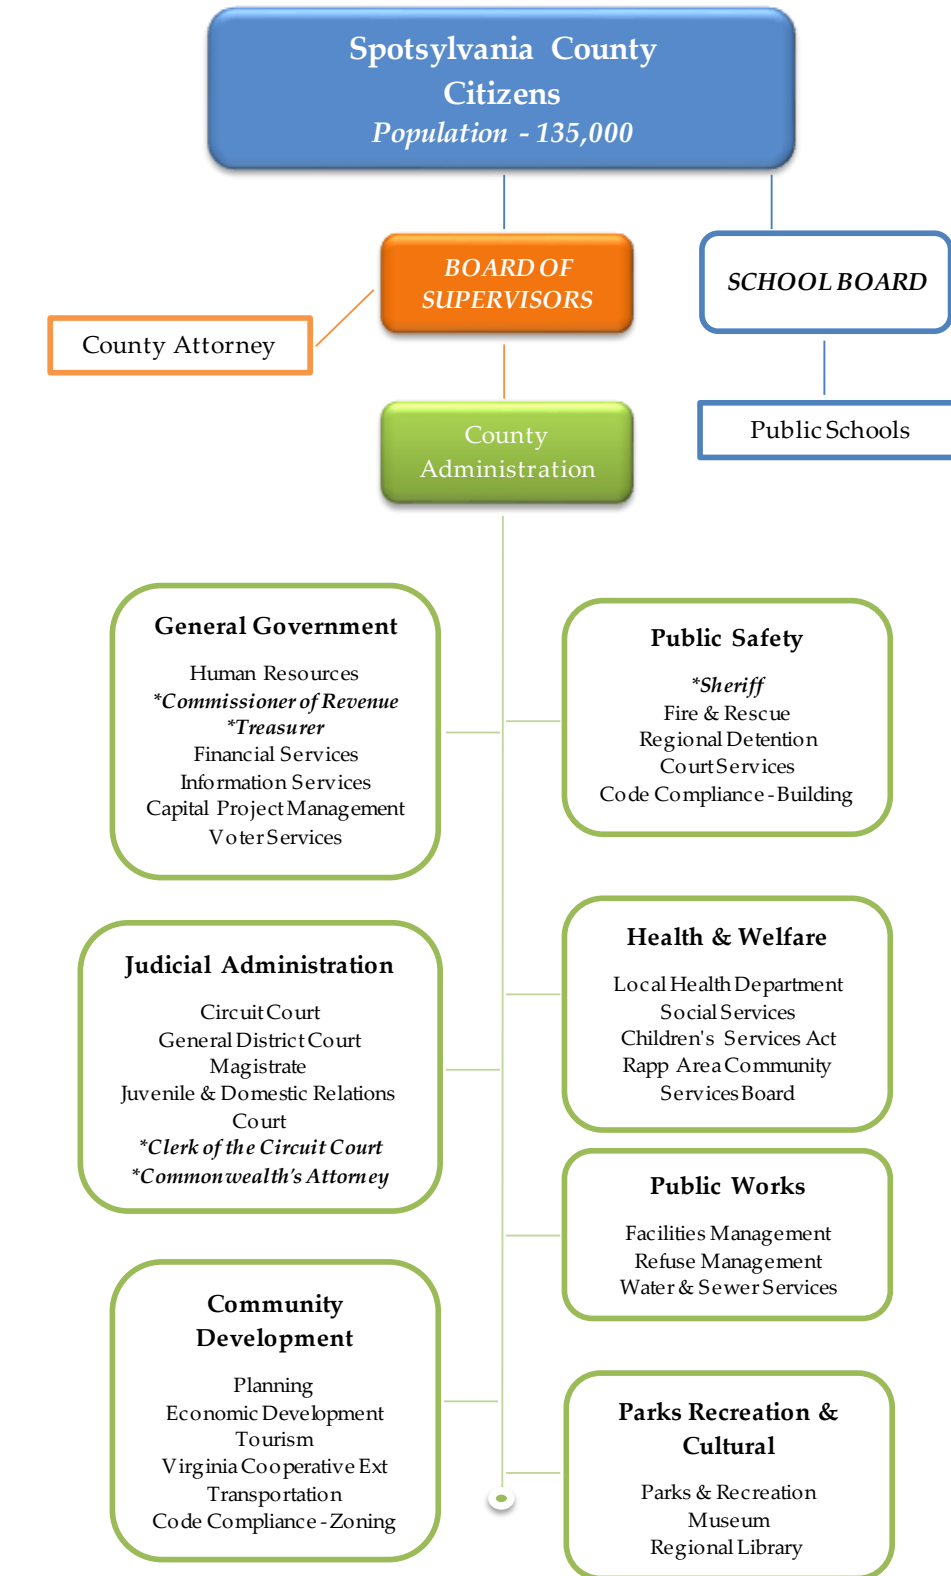 Spotsylvania County
Citizens
Population - 135,000
BOARD OF
SUPERVISORS
SCHOOL BOARD
County Attorney
County
Administration
Public Schools
General Government
Human Resources
*Commissioner of Revenue
*Treasurer
Financial Services
Information Services
Capital Project Management
Voter Services
Public Safety
*Sheriff
Fire & Rescue
Regional Detention
Court Services
Code Compliance - Building
Judicial Administration
Circuit Court
General District Court
Magistrate
Juvenile & Domestic Relations
Court
*Clerk of the Circuit Court
*Commonwealth's Attorney
Health & Welfare
Local Health Department
Social Services
Children's Services Act
Rapp Area Community
Services Board
Public Works
Facilities Management
Refuse Management
Water & Sewer Services
Community
Development
Planning
Economic Development
Tourism
Virginia Cooperative Ext
Transportation
Code Compliance - Zoning
Parks Recreation &
Cultural
Parks & Recreation
Museum
Regional Library